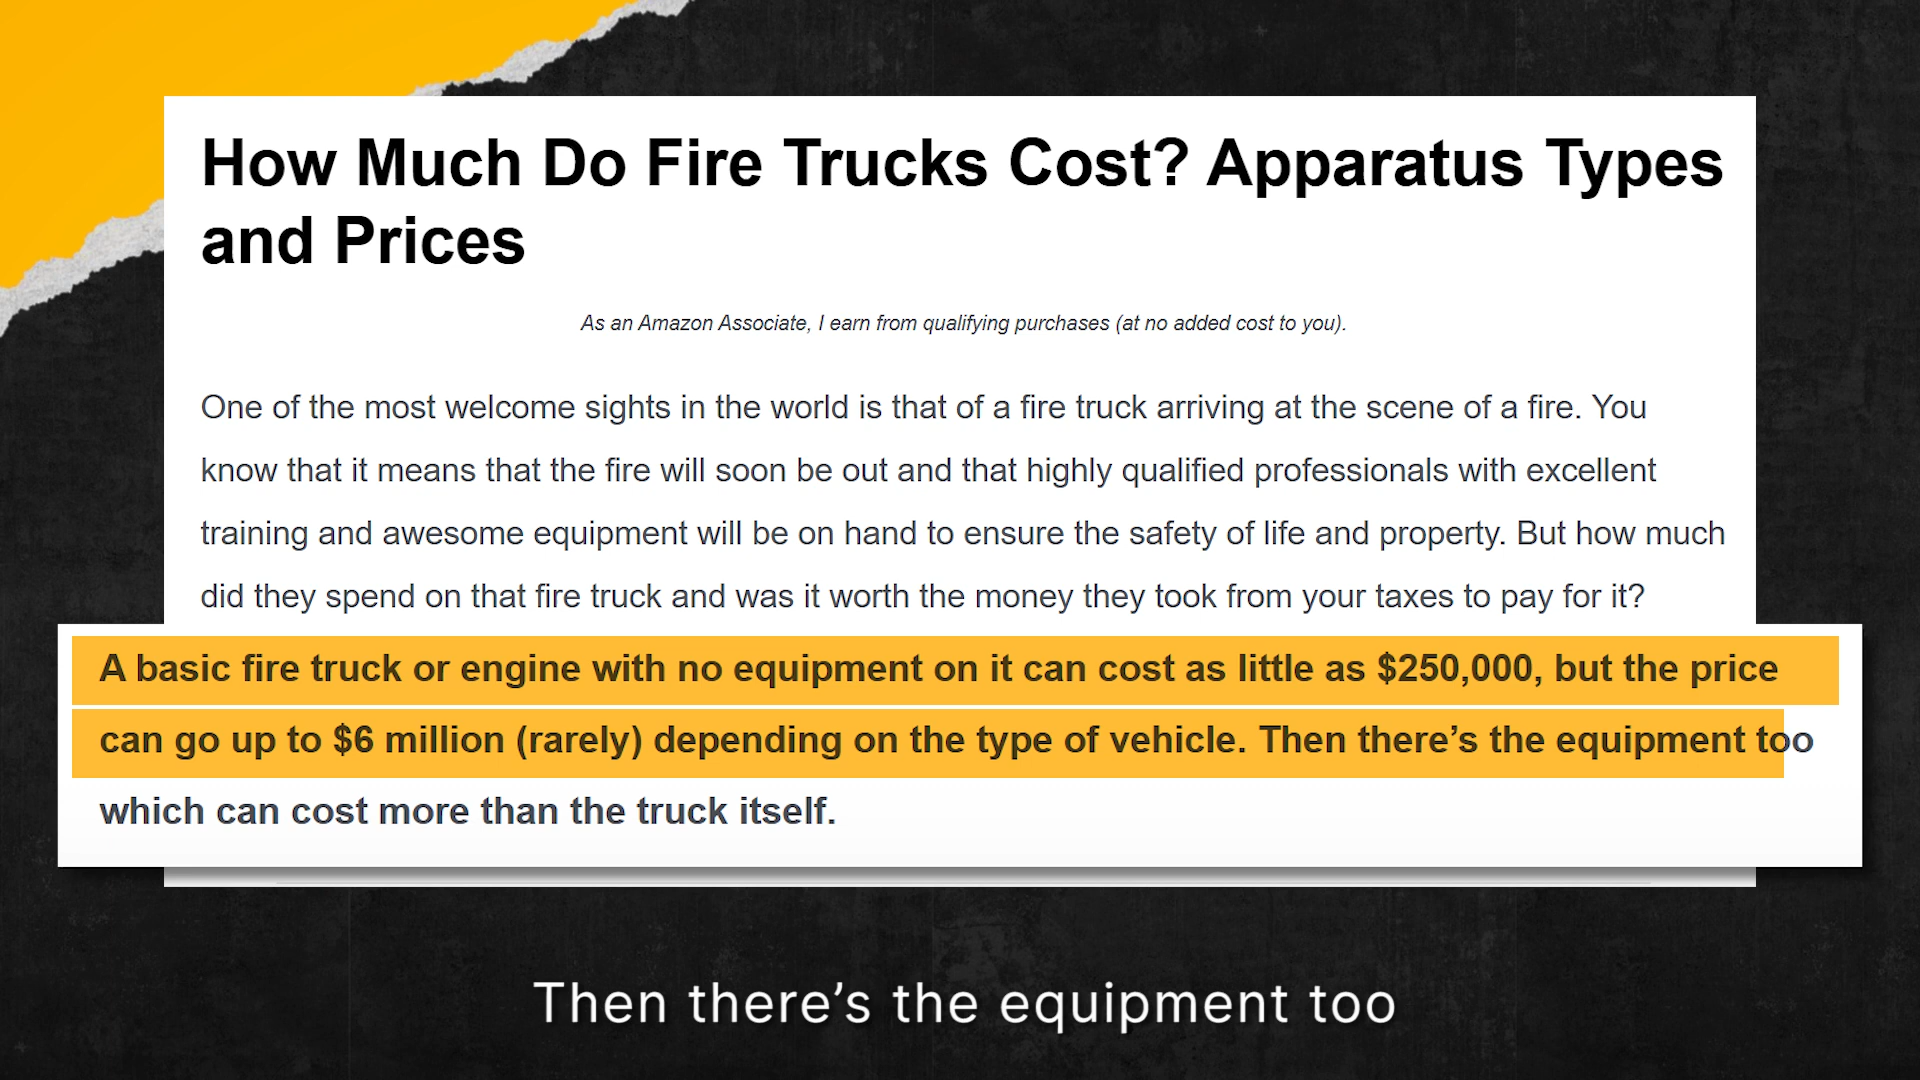 How Much Do Fire Trucks Cost? Apparatus Types
and Prices
As an Amazon Associate, I earn from qualifying purchases (at no added cost to you).
One of the most welcome sights in the world is that of a fire truck arriving at the scene of a fire. You
know that it means that the fire will soon be out and that highly qualified professionals with excellent
training and awesome equipment will be on hand to ensure the safety of life and property. But how much
did they spend on that fire truck and was it worth the money they took from your taxes to pay for it?
A basic fire truck or engine with no equipment on it can cost as little as $250,000, but the price
can go up to $6 million (rarely) depending on the type of vehicle. Then there’s the equipment too
which can cost more than the truck itself.
Then there’s the equipment too